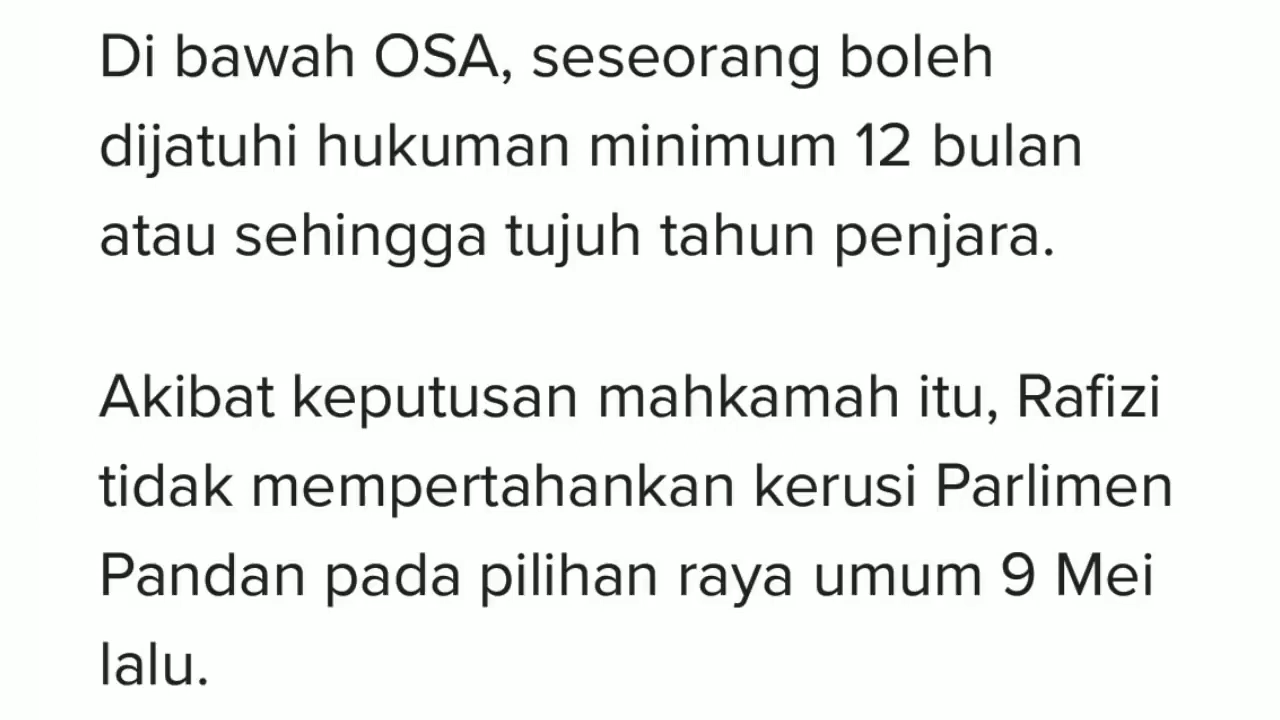 Di bawah OSA, seseorang boleh
dijatuhi hukuman minimum 12 bulan
atau sehingga tujuh tahun penjara.
Akibat keputusan mahkamah itu, Rafizi
tidak mempertahankan kerusi Parlimen
Pandan pada pilihan raya umum 9 Mei
lalu.